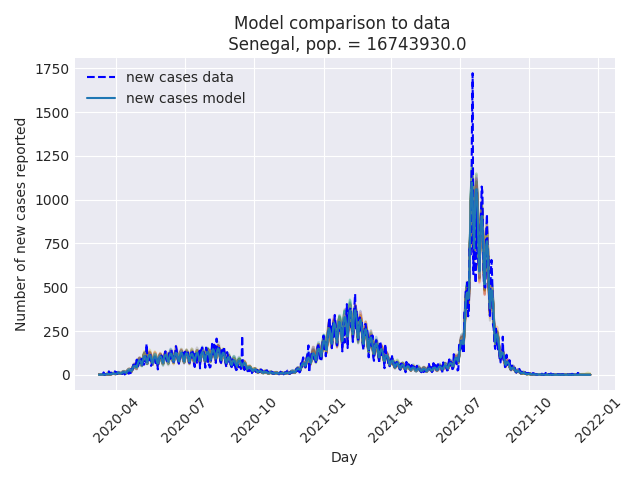 Model comparison to data
Senegal, pop. = 16743930.0
new cases data
new cases model
Number of new cases reported
1750
1500
1250
1000
750
500
250
0
2020-04
2020-07
2020-10
2021-01
2021-04
2021-07
2021-10
2022-01
Day